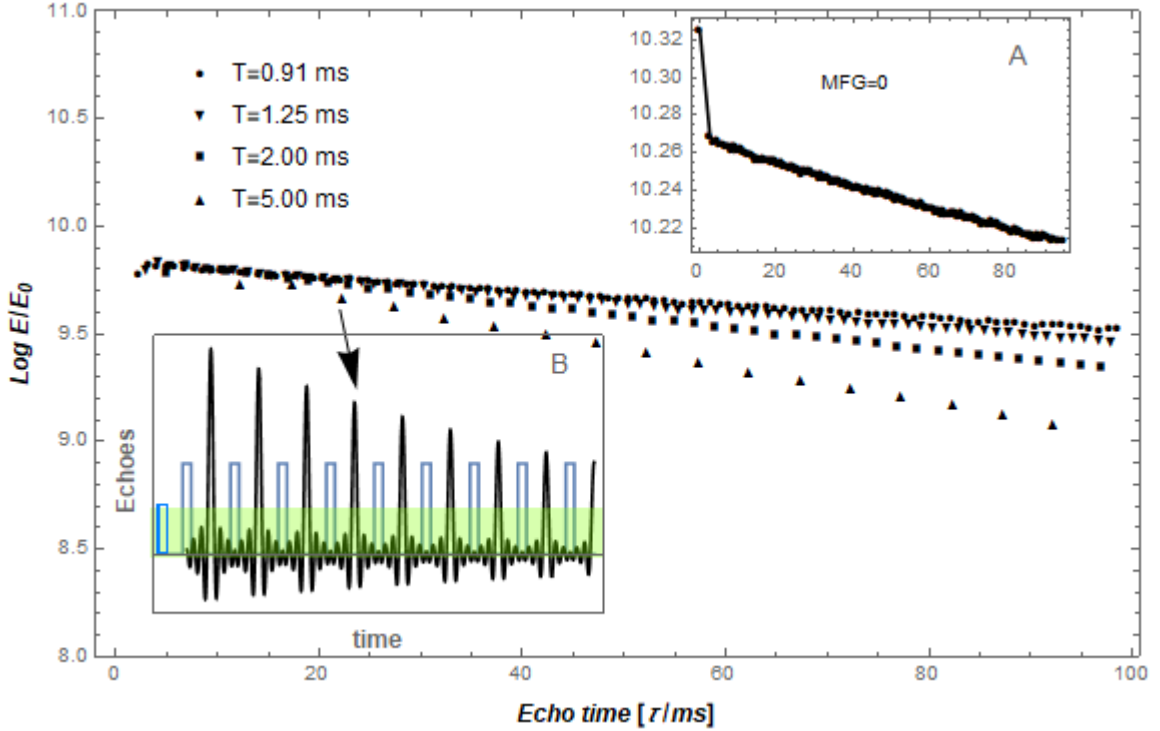 11.0
10.5
10.0
9.5
9.0
8.5
8.0
Log E/E0
T=0.91 ms
T=1.25 ms
T=2.00 ms
T=5.00 ms
A
MFG=0
10.32
10.30
10.28
10.26
10.24
10.22
0 20 40 60 80
B
Echoes
time
0 20 40 60 80 100
Echo time [τ/ms]